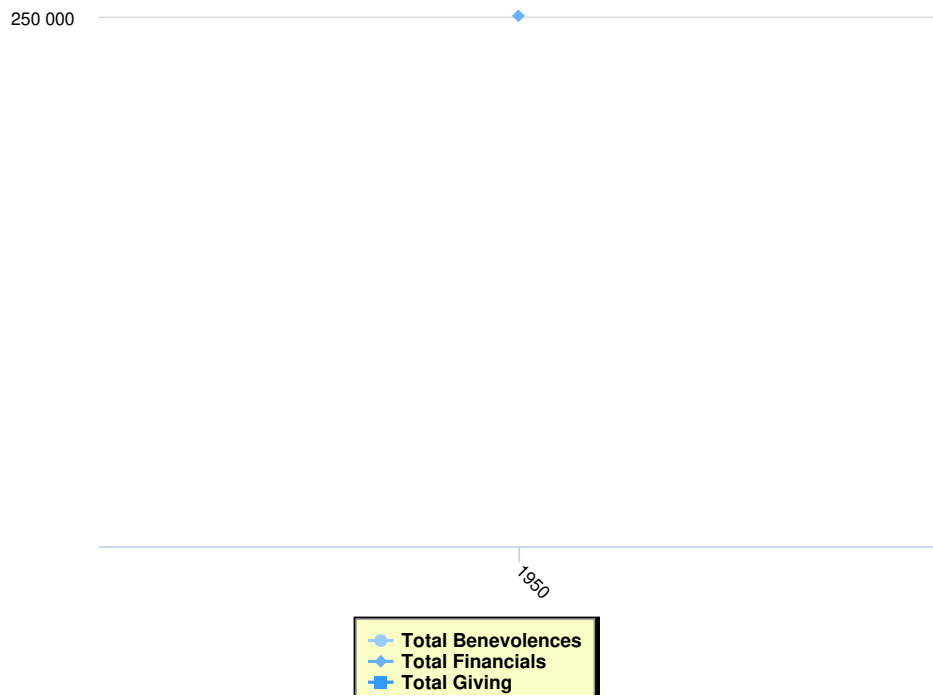 250 000
1950
Total Benevolences
Total Financials
Total Giving